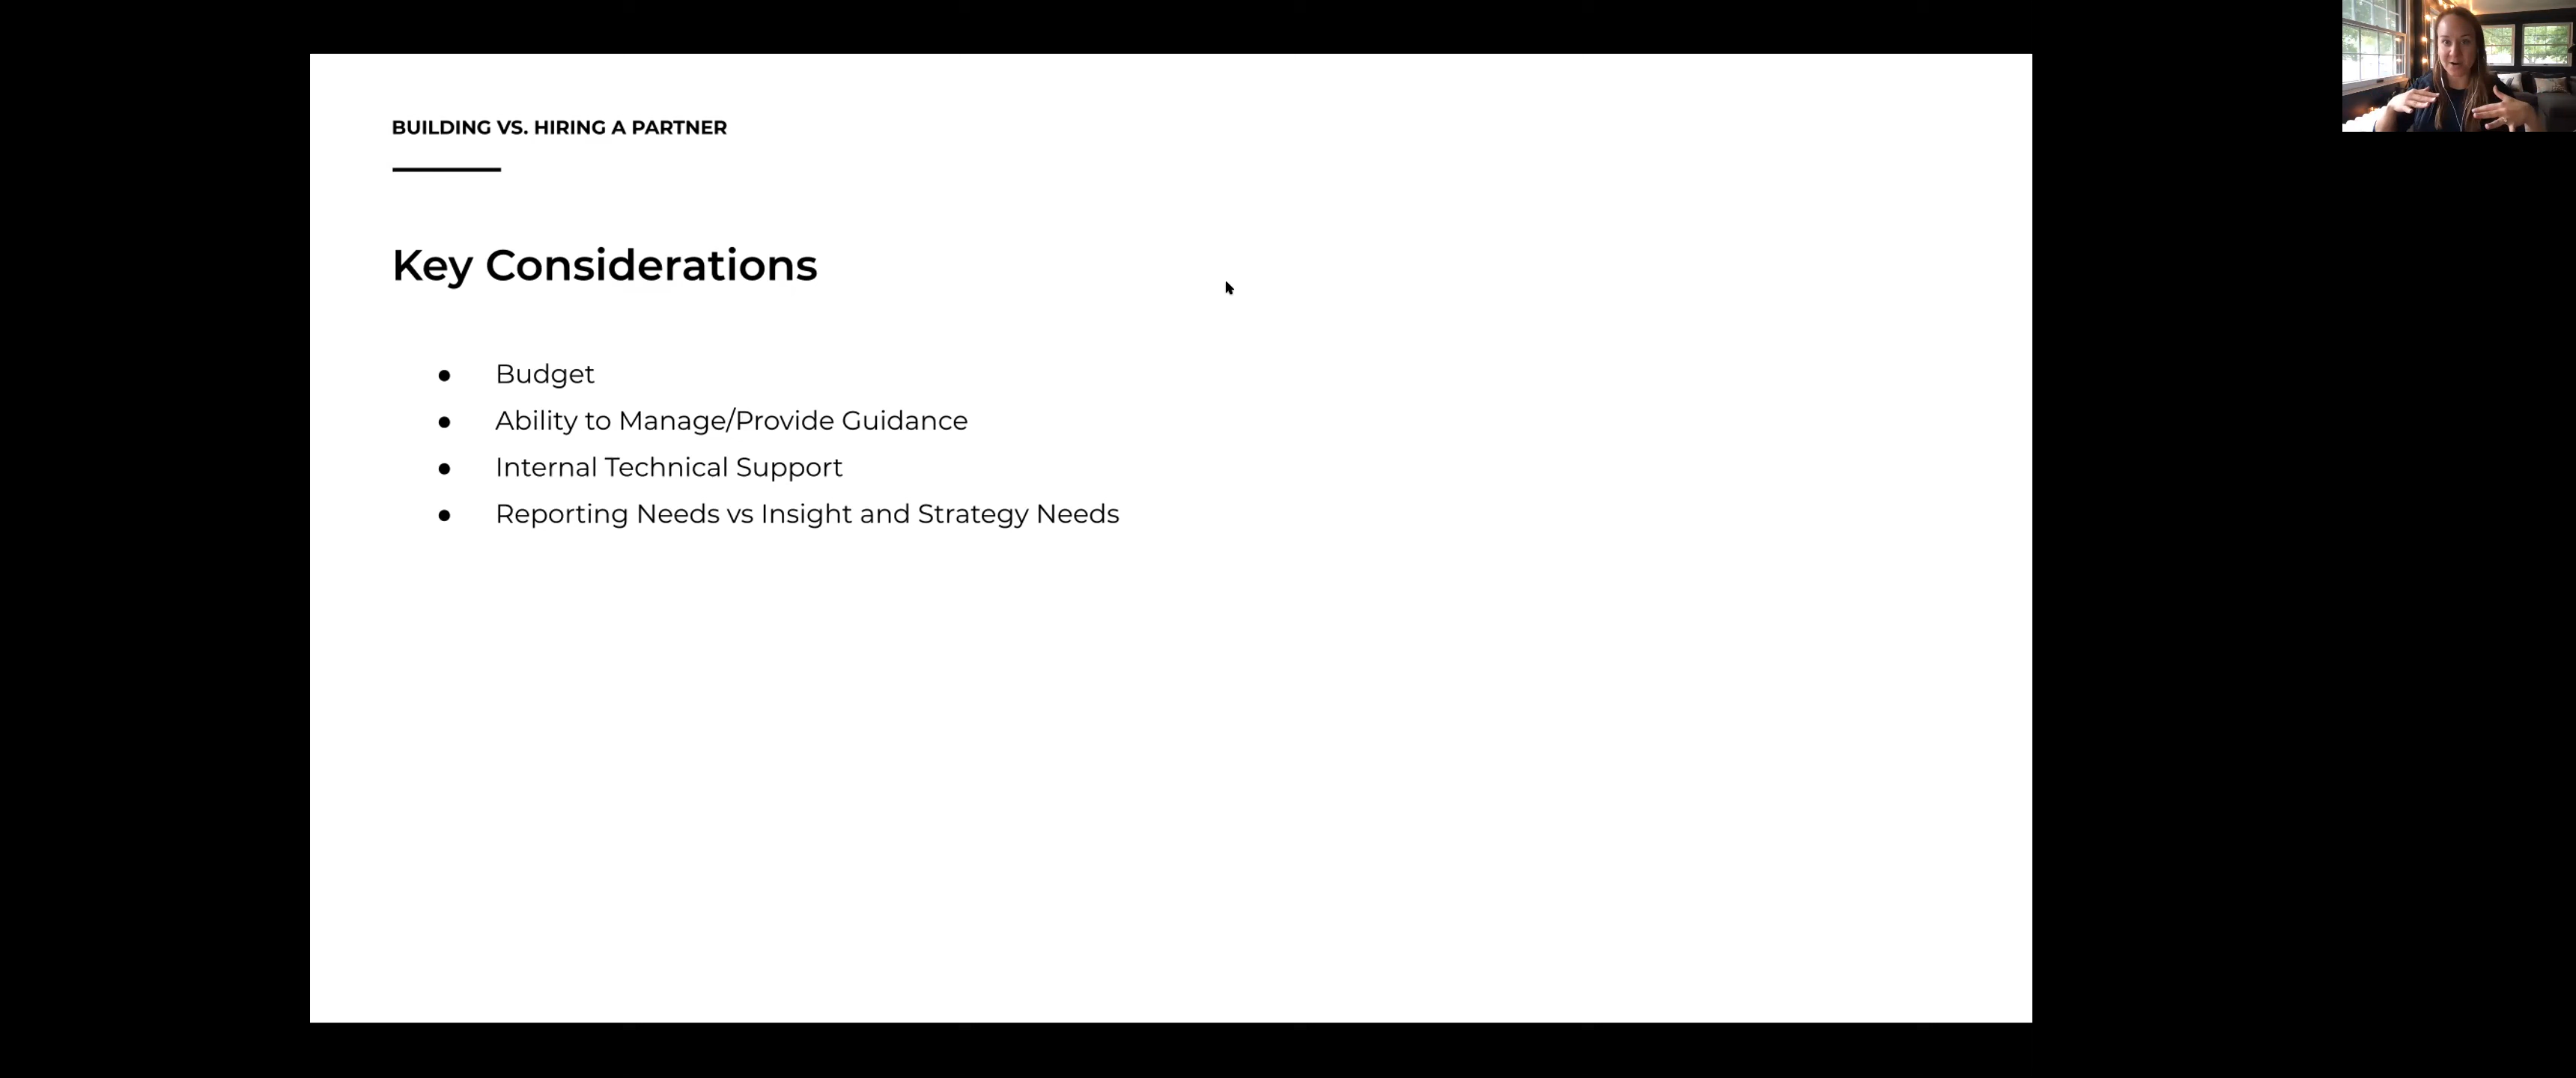 BUILDING VS. HIRING A PARTNER
Key Considerations
● Budget
● Ability to Manage/Provide Guidance
● Internal Technical Support
● Reporting Needs vs Insight and Strategy Needs